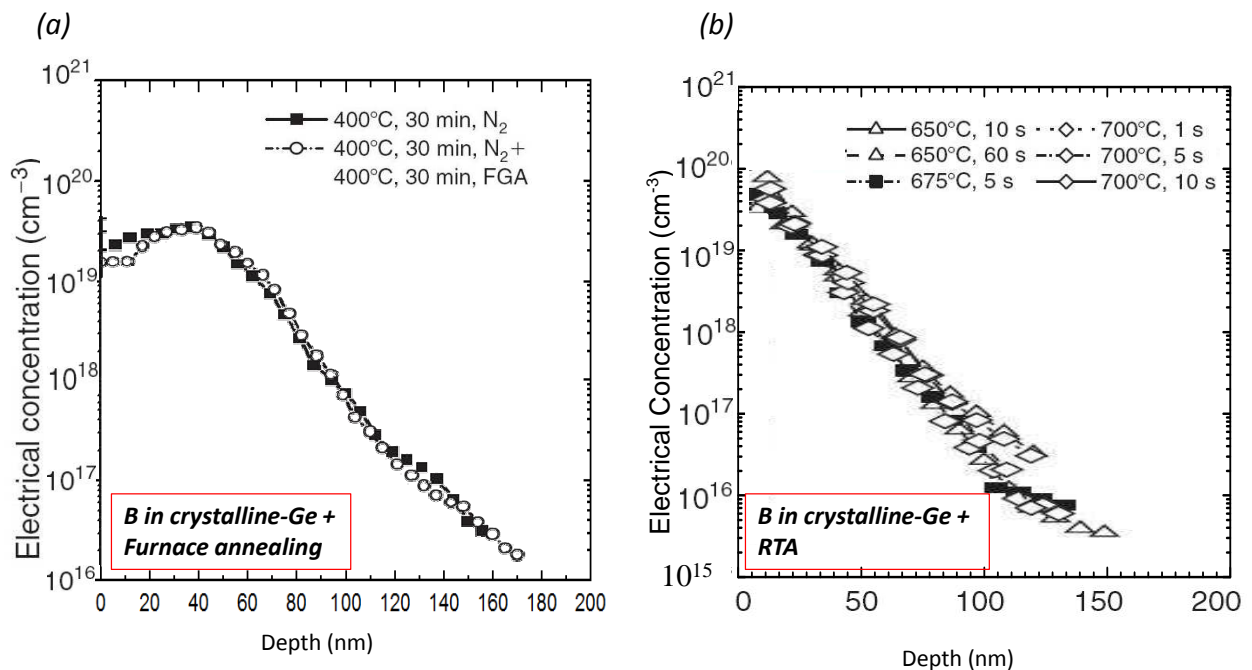 (a)
10^21
10^20
10^19
10^18
10^17
10^16
Electrical concentration (cm⁻³)
400°C, 30 min, N₂
400°C, 30 min, N₂+
400°C, 30 min, FGA
B in crystalline-Ge +
Furnace annealing
0 20 40 60 80 100 120 140 160 180 200
Depth (nm)
(b)
10^21
10^20
10^19
10^18
10^17
10^16
10^15
Electrical Concentration (cm⁻³)
650°C, 10 s 700°C, 1 s
650°C, 60 s 700°C, 5 s
675°C, 5 s 700°C, 10 s
B in crystalline-Ge +
RTA
0 50 100 150 200
Depth (nm)